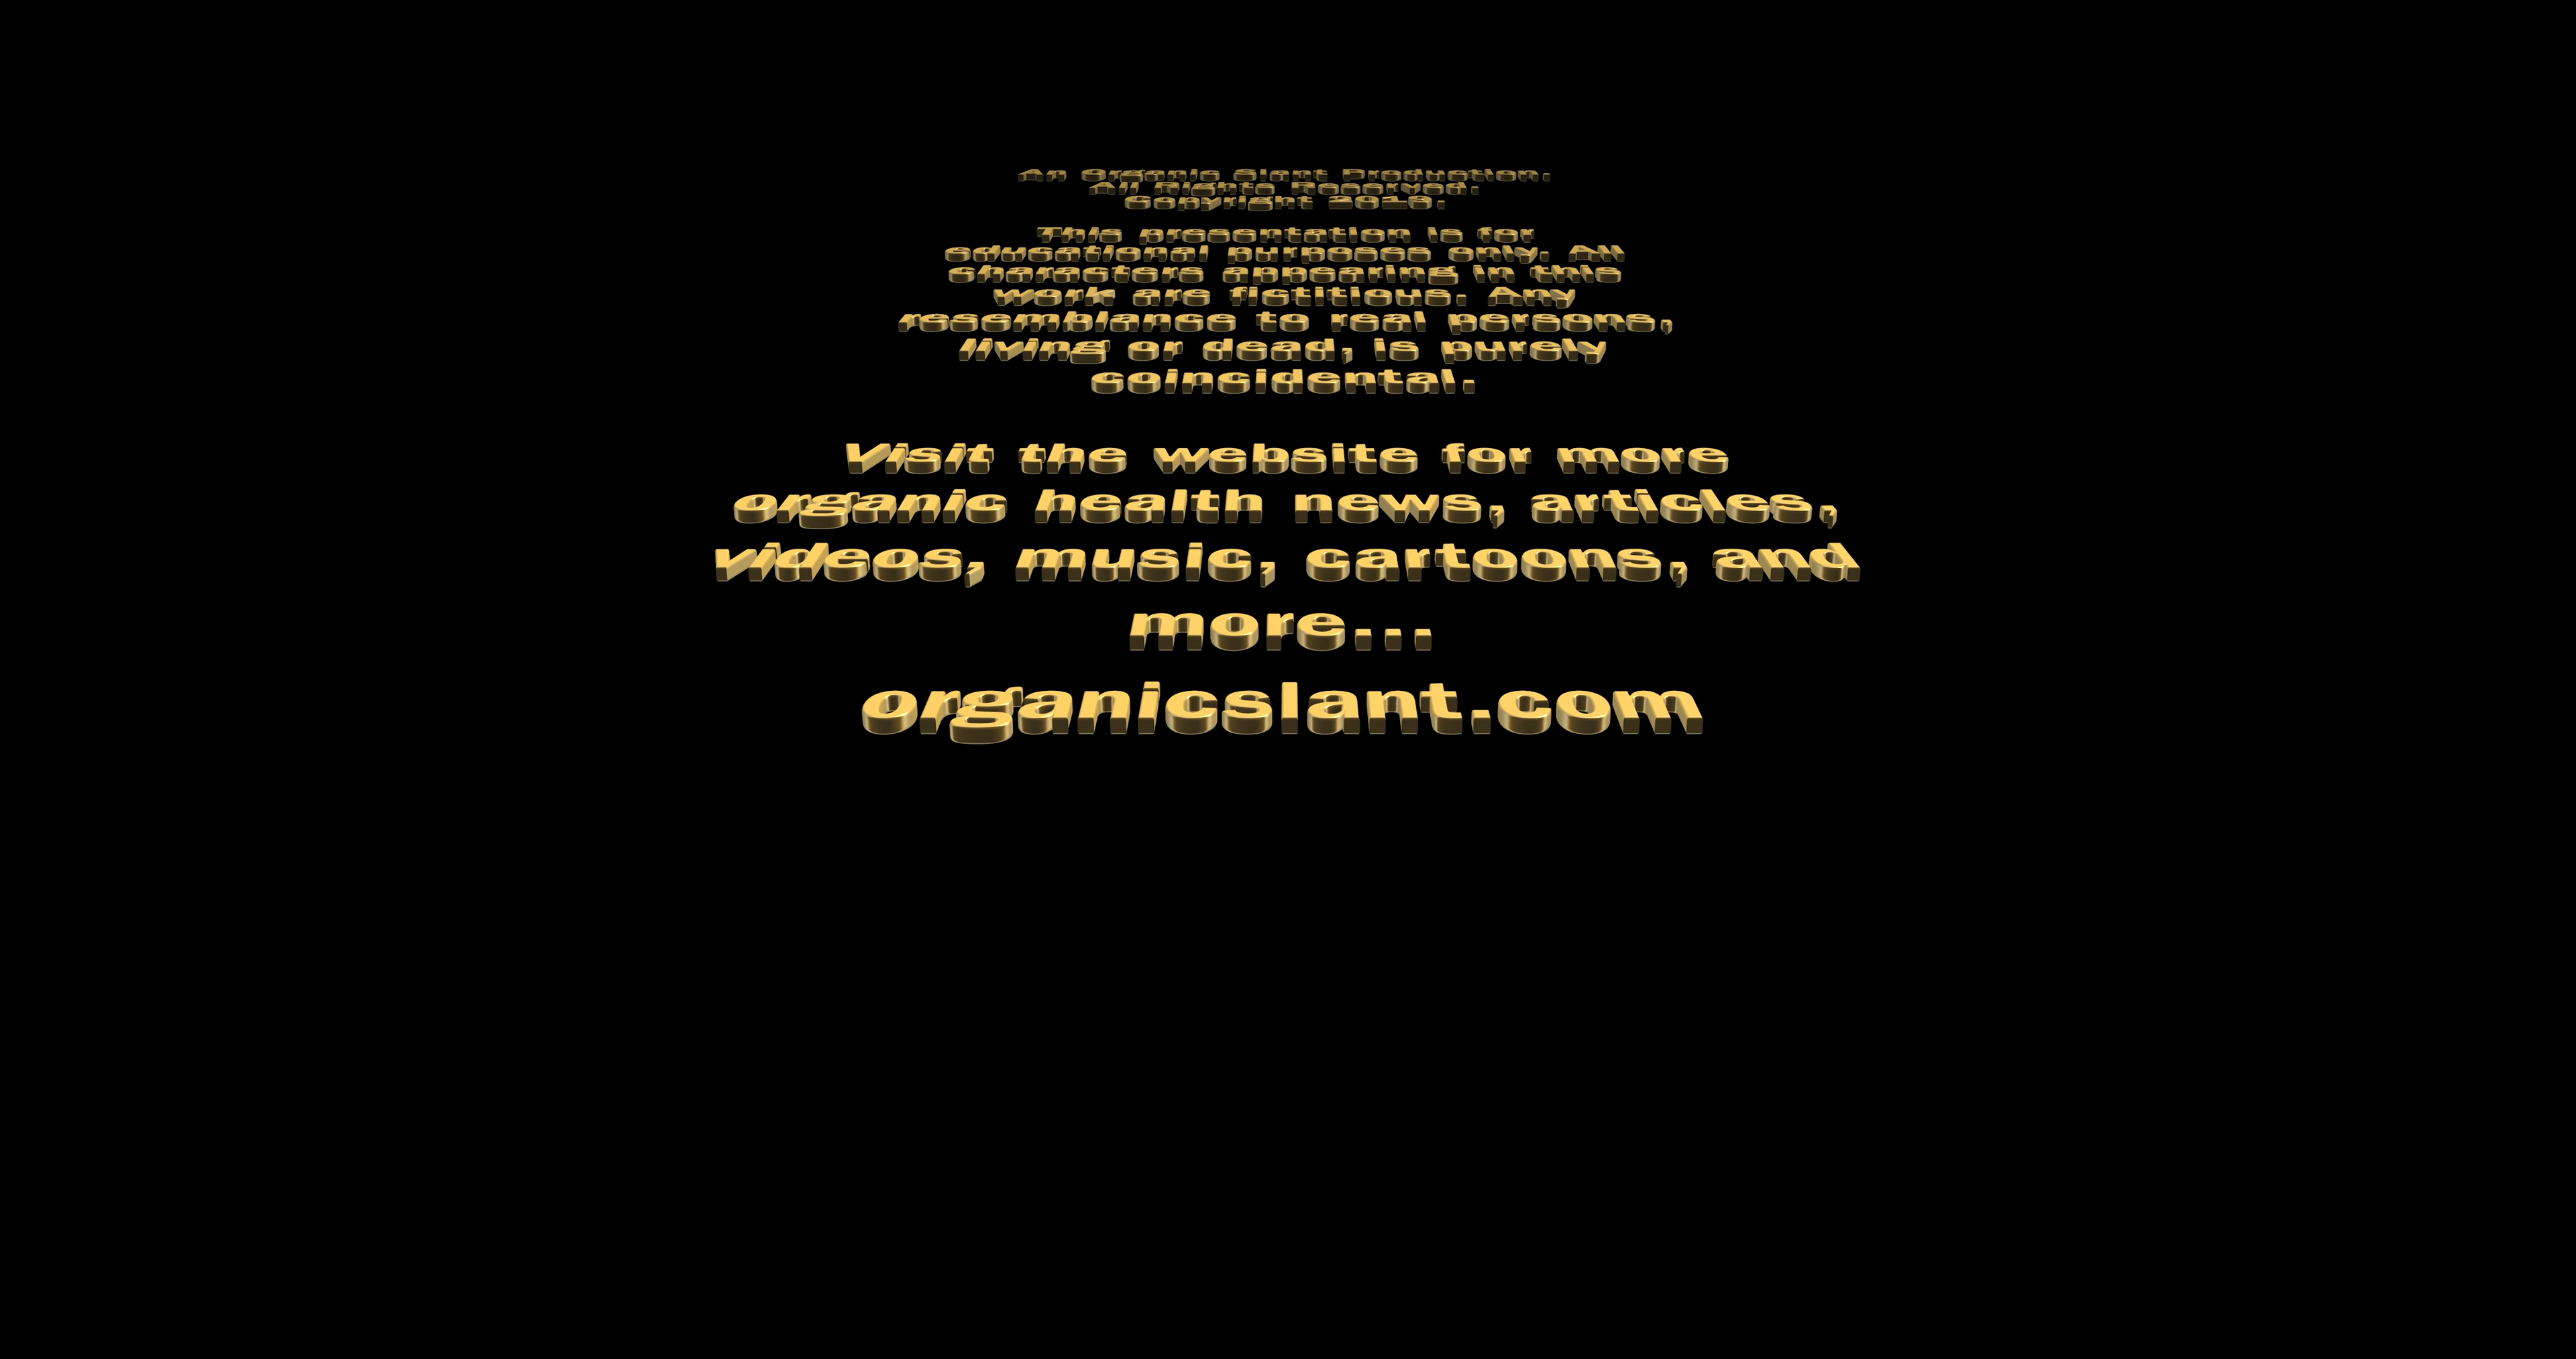 An Organic Slant Production.
All Rights Reserved.
Copyright
This presentation is for
educational purposes only. All
characters appearing in this
work are fictitious. Any
resemblance to real persons,
living or dead, is purely
coincidental.
Visit the website for more
organic health news, articles,
videos, music, cartoons, and
more...
organicslant.com